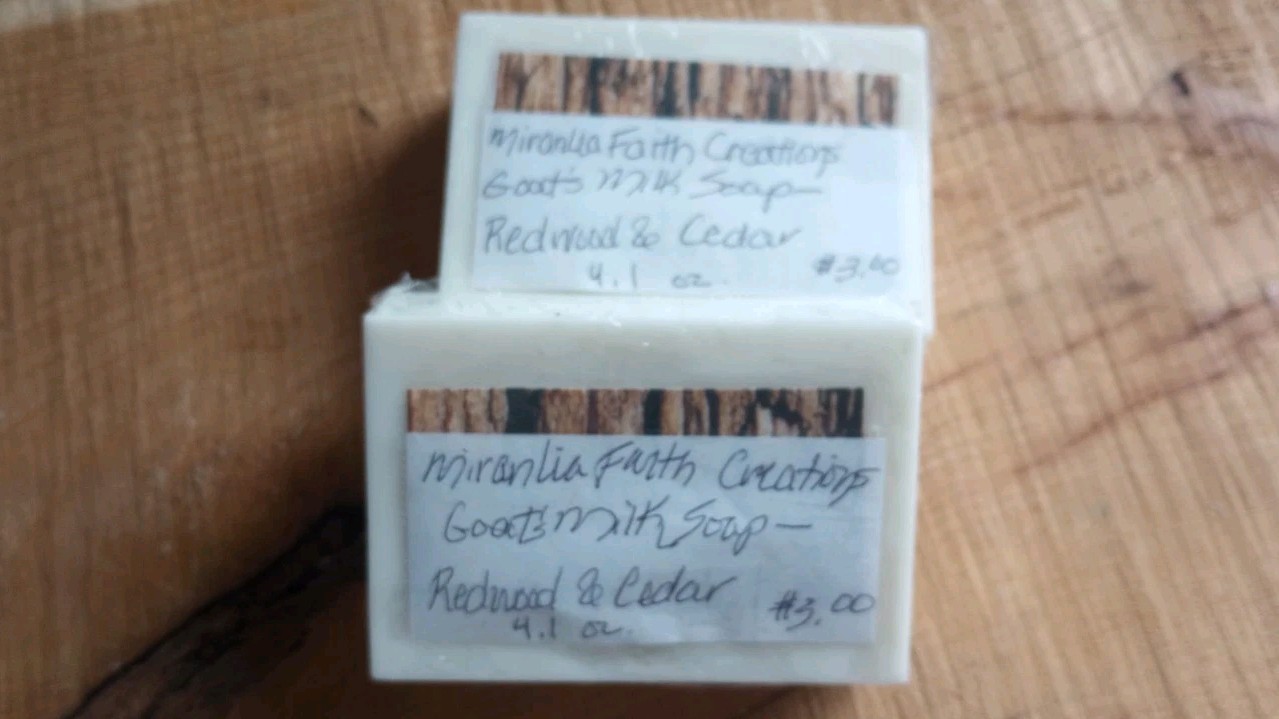 Miranlia Faith Creations
Goat's Milk Soap—
Redwood & Cedar
4.1 oz. $3.00
Miranlia Faith Creations
Goat's Milk Soap—
Redwood & Cedar
4.1 oz. $3.00